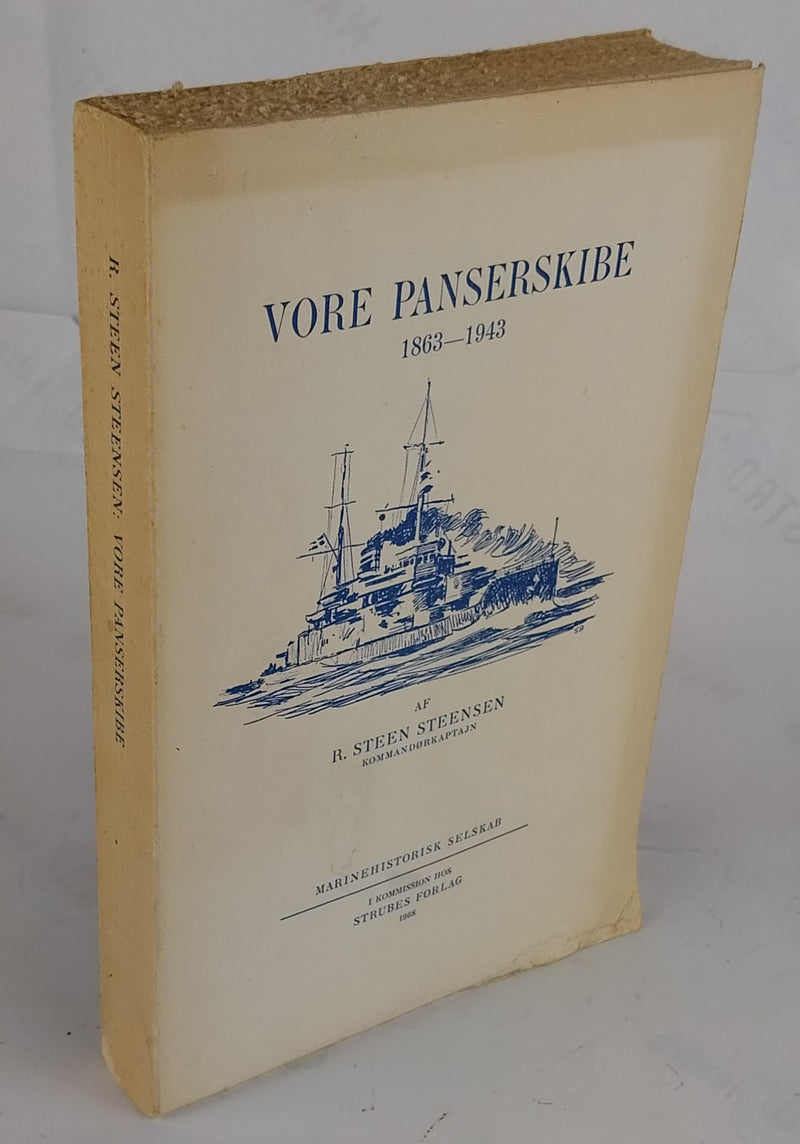 R. STEEN STEENSEN: VORE PANSERSKIBE
VORE PANSERSKIBE
1863—1943
SB
AF
R. STEEN STEENSEN
KOMMANDØRKAPTAJN
MARINEHISTORISK SELSKAB
I KOMMISSION HOS
STRUBES FORLAG
1968